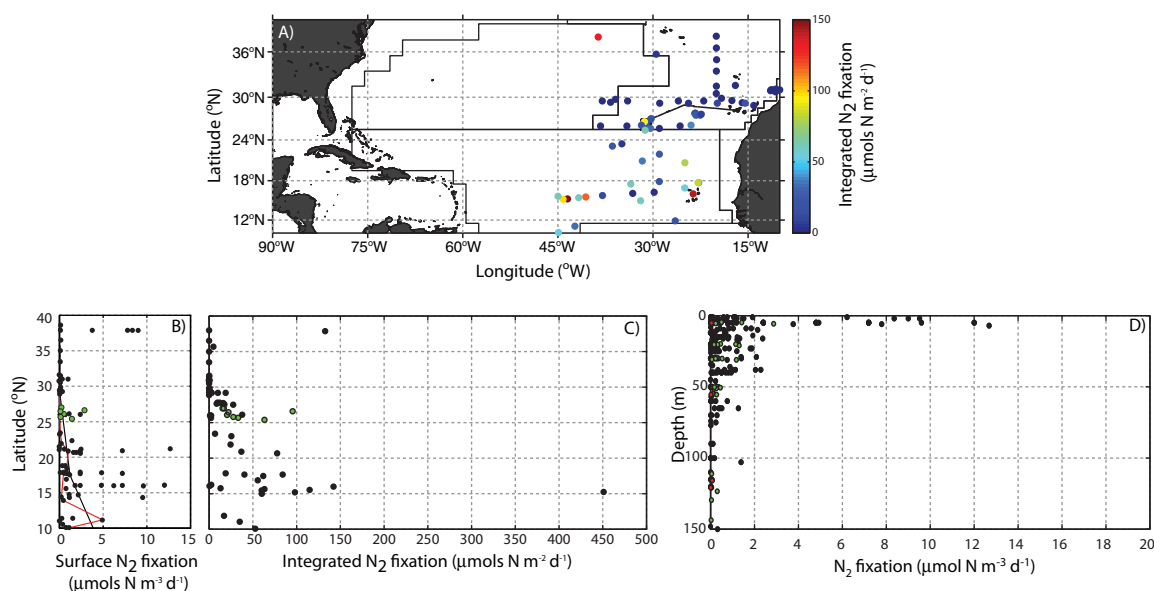 A)
36°N
30°N
24°N
18°N
12°N
Latitude (°N)
90°W 75°W 60°W 45°W 30°W 15°W
Longitude (°W)
150
100
50
0
Integrated N2 fixation
(μmols N m-2 d-1)
B)
40
35
30
25
20
15
10
Latitude (°N)
0 5 10 15
Surface N2 fixation
(μmols N m-3 d-1)
C)
0 50 100 150 200 250 300 350 400 450 500
Integrated N2 fixation (μmols N m-2 d-1)
D)
0
50
100
150
Depth (m)
0 2 4 6 8 10 12 14 16 18 20
N2 fixation (μmol N m-3 d-1)